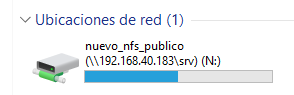 Ubicaciones de red (1)
nuevo_nfs_publico
(\\192.168.40.183\srv) (N:)